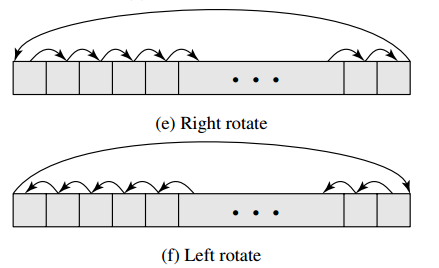 • • •
(e) Right rotate
• • •
(f) Left rotate